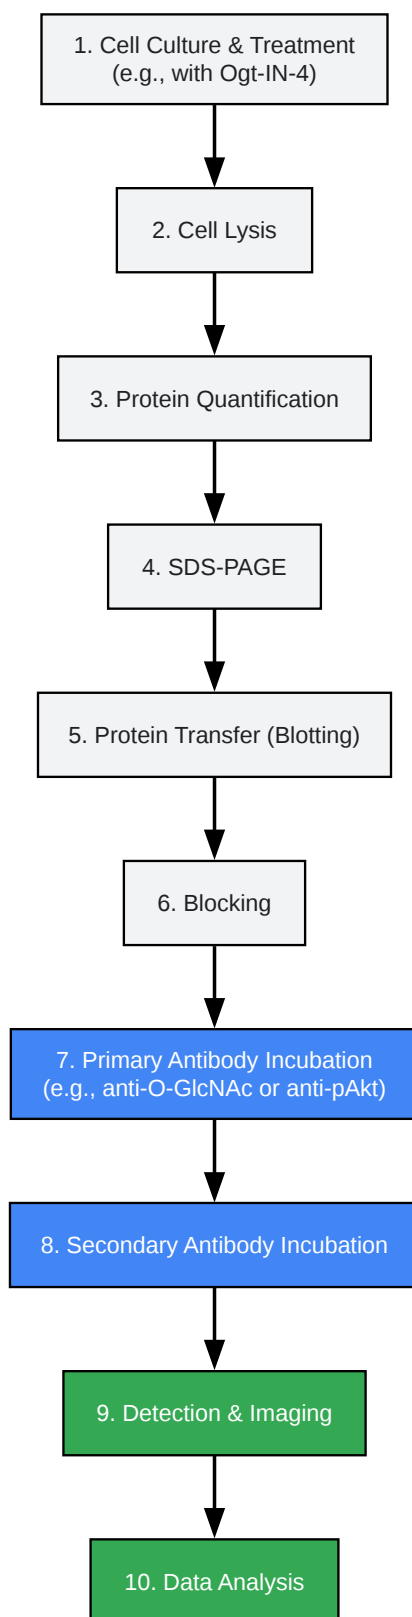 1. Cell Culture & Treatment
(e.g., with Ogt-IN-4)
2. Cell Lysis
3. Protein Quantification
4. SDS-PAGE
5. Protein Transfer (Blotting)
6. Blocking
7. Primary Antibody Incubation
(e.g., anti-O-GlcNAc or anti-pAkt)
8. Secondary Antibody Incubation
9. Detection & Imaging
10. Data Analysis